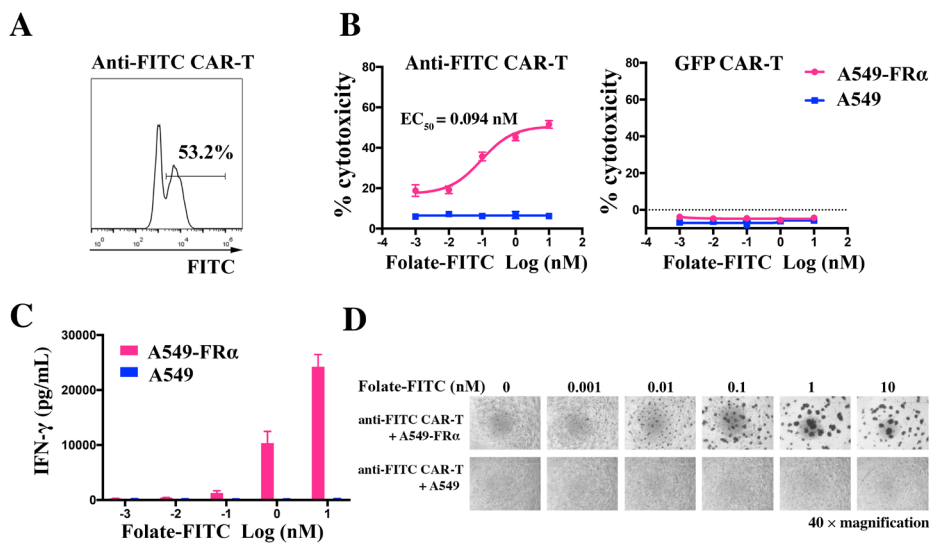 A
Anti-FITC CAR-T
53.2%
10⁰ 10² 10⁴ 10⁶
FITC
B
Anti-FITC CAR-T
% cytotoxicity
80
60
40
20
0
EC₅₀ = 0.094 nM
-4 -3 -2 -1 0 1 2
Folate-FITC Log (nM)
GFP CAR-T
% cytotoxicity
80
60
40
20
0
-4 -3 -2 -1 0 1 2
Folate-FITC Log (nM)
A549-FRα
A549
C
IFN-γ (pg/mL)
30000
20000
10000
0
A549-FRα
A549
-3 -2 -1 0 1
Folate-FITC Log (nM)
D
Folate-FITC (nM) 0 0.001 0.01 0.1 1 10
anti-FITC CAR-T
+ A549-FRα
anti-FITC CAR-T
+ A549
40 × magnification